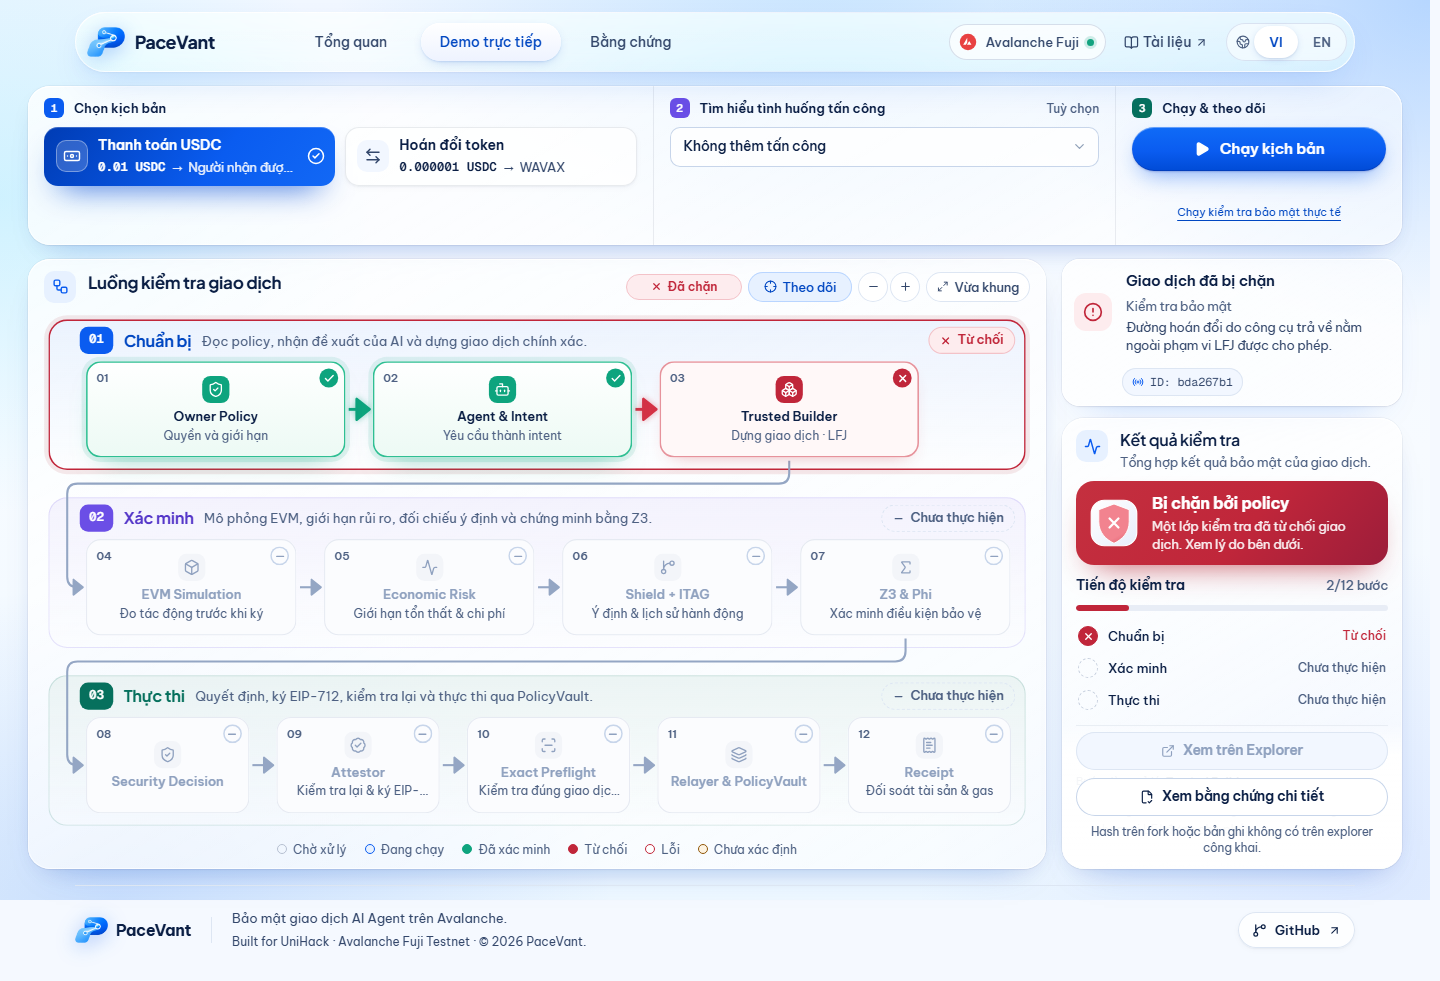 PaceVant
Tổng quan
Demo trực tiếp
Bằng chứng
Avalanche Fuji
Tài liệu
VI
EN
1 Chọn kịch bản
Thanh toán USDC
0.01 USDC → Người nhận đượ...
Hoán đổi token
0.000001 USDC → WAVAX
2 Tìm hiểu tình huống tấn công
Tuỳ chọn
Không thêm tấn công
3 Chạy & theo dõi
Chạy kịch bản
Chạy kiểm tra bảo mật thực tế
Luồng kiểm tra giao dịch
Đã chặn
Theo dõi
Vừa khung
01 Chuẩn bị Đọc policy, nhận đề xuất của AI và dựng giao dịch chính xác.
Từ chối
01
Owner Policy
Quyền và giới hạn
02
Agent & Intent
Yêu cầu thành intent
03
Trusted Builder
Dựng giao dịch · LFJ
02 Xác minh Mô phỏng EVM, giới hạn rủi ro, đối chiếu ý định và chứng minh bằng Z3.
Chưa thực hiện
04
EVM Simulation
Đo tác động trước khi ký
05
Economic Risk
Giới hạn tổn thất & chi phí
06
Shield + ITAG
Ý định & lịch sử hành động
07
Z3 & Phi
Xác minh điều kiện bảo vệ
03 Thực thi Quyết định, ký EIP-712, kiểm tra lại và thực thi qua PolicyVault.
Chưa thực hiện
08
Security Decision
09
Attestor
Kiểm tra lại & ký EIP-...
10
Exact Preflight
Kiểm tra đúng giao dịc...
11
Relayer & PolicyVault
12
Receipt
Đối soát tài sản & gas
Chờ xử lý
Đang chạy
Đã xác minh
Từ chối
Lỗi
Chưa xác định
Giao dịch đã bị chặn
Kiểm tra bảo mật
Đường hoán đổi do công cụ trả về nằm
ngoài phạm vi LFJ được cho phép.
ID: bda267b1
Kết quả kiểm tra
Tổng hợp kết quả bảo mật của giao dịch.
Bị chặn bởi policy
Một lớp kiểm tra đã từ chối giao
dịch. Xem lý do bên dưới.
Tiến độ kiểm tra
2/12 bước
Chuẩn bị
Từ chối
Xác minh
Chưa thực hiện
Thực thi
Chưa thực hiện
Xem trên Explorer
Xem bằng chứng chi tiết
Hash trên fork hoặc bản ghi không có trên explorer
công khai.
PaceVant
Bảo mật giao dịch AI Agent trên Avalanche.
Built for UniHack · Avalanche Fuji Testnet · © 2026 PaceVant.
GitHub